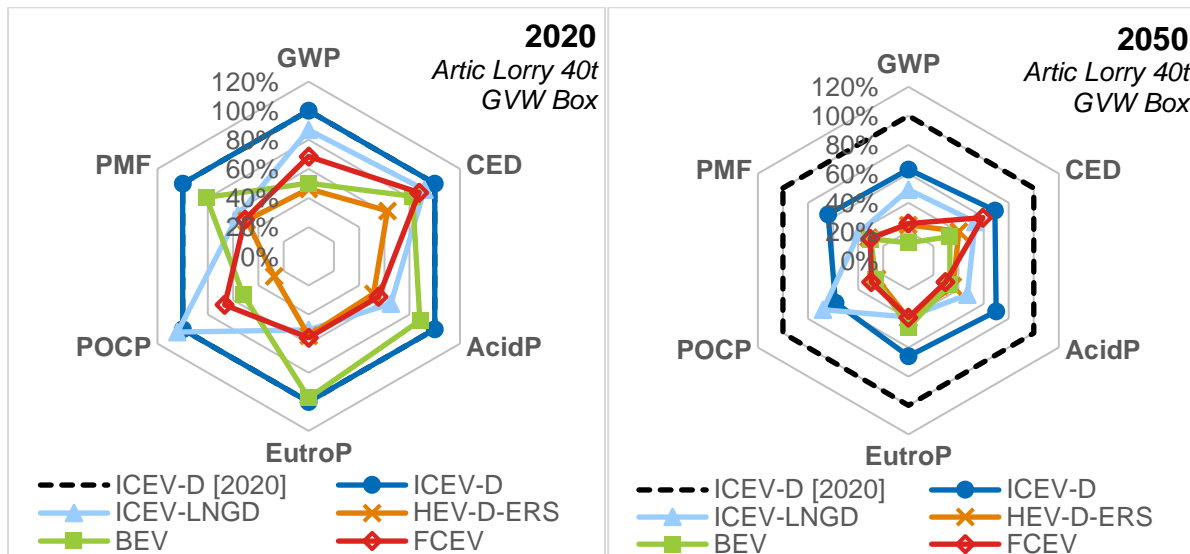 2020
Artic Lorry 40t
GVW Box
GWP
120%
100%
80%
60%
40%
20%
0%
CED
AcidP
EutroP
POCP
PMF
ICEV-D [2020]
ICEV-D
ICEV-LNGD
HEV-D-ERS
BEV
FCEV
2050
Artic Lorry 40t
GVW Box
GWP
120%
100%
80%
60%
40%
20%
0%
CED
AcidP
EutroP
POCP
PMF
ICEV-D [2020]
ICEV-D
ICEV-LNGD
HEV-D-ERS
BEV
FCEV